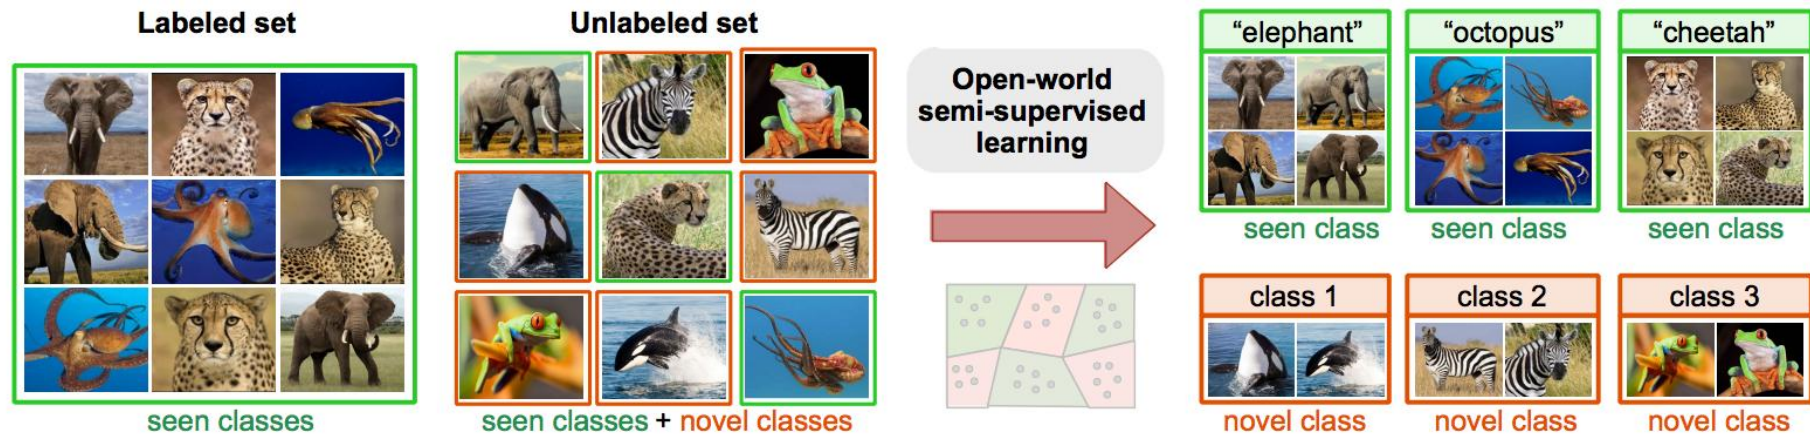 Labeled set
seen classes
Unlabeled set
seen classes + novel classes
Open-world
semi-supervised
learning
“elephant”
seen class
“octopus”
seen class
“cheetah”
seen class
class 1
novel class
class 2
novel class
class 3
novel class